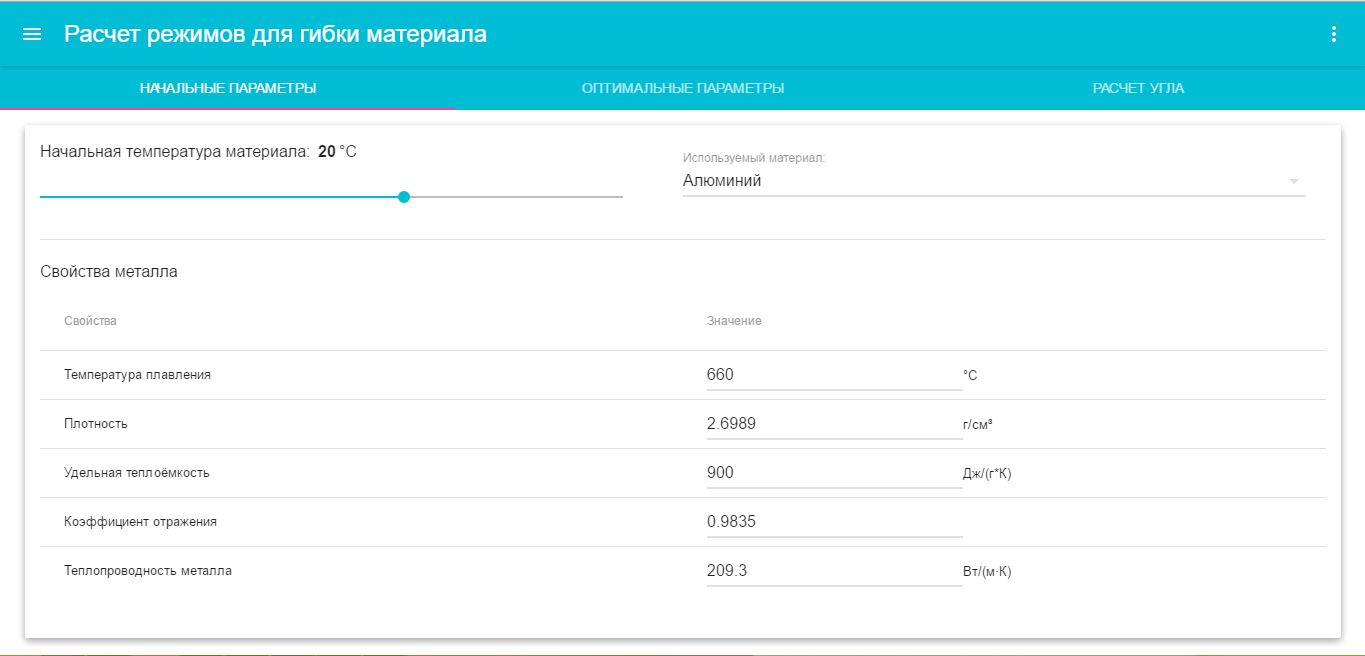 Расчет режимов для гибки материала
НАЧАЛЬНЫЕ ПАРАМЕТРЫ
ОПТИМАЛЬНЫЕ ПАРАМЕТРЫ
РАСЧЕТ УГЛА
Начальная температура материала: 20 °C
Используемый материал:
Алюминий
Свойства металла
Свойства Значение
Температура плавления 660 °C
Плотность 2.6989 г/см³
Удельная теплоёмкость 900 Дж/(г*К)
Коэффициент отражения 0.9835
Теплопроводность металла 209.3 Вт/(м·К)